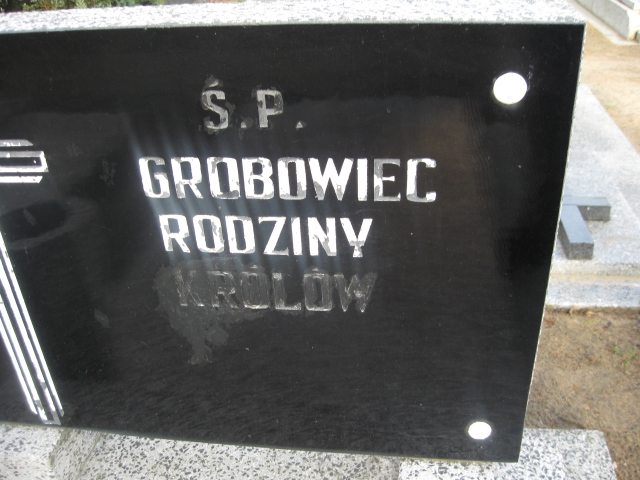 Ś.P.
GROBOWIEC
RODZINY
KRÓLÓW